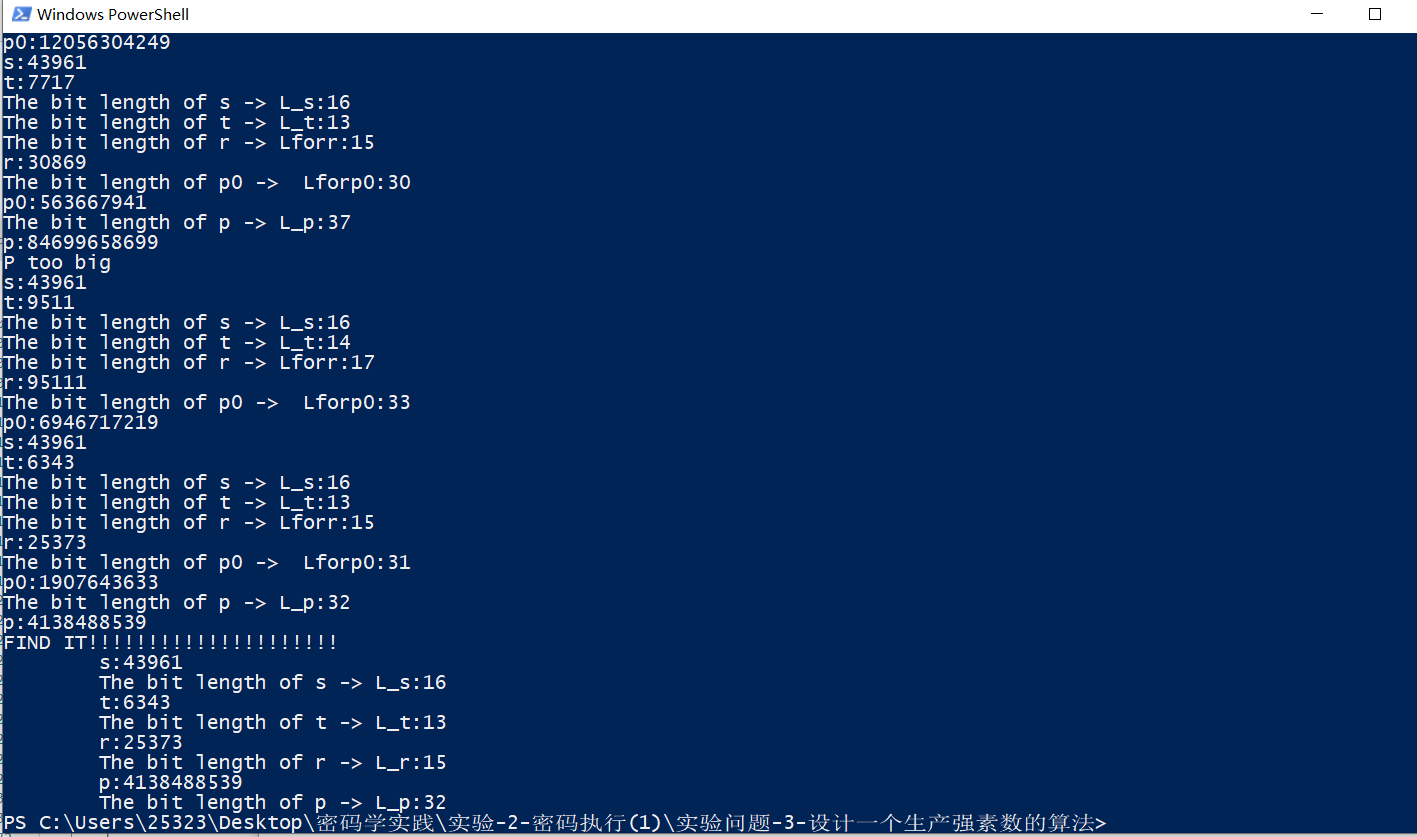 Windows PowerShell
p0:12056304249
s:43961
t:7717
The bit length of s -> L_s:16
The bit length of t -> L_t:13
The bit length of r -> Lforr:15
r:30869
The bit length of p0 ->  Lforp0:30
p0:563667941
The bit length of p -> L_p:37
p:84699658699
P too big
s:43961
t:9511
The bit length of s -> L_s:16
The bit length of t -> L_t:14
The bit length of r -> Lforr:17
r:95111
The bit length of p0 ->  Lforp0:33
p0:6946717219
s:43961
t:6343
The bit length of s -> L_s:16
The bit length of t -> L_t:13
The bit length of r -> Lforr:15
r:25373
The bit length of p0 ->  Lforp0:31
p0:1907643633
The bit length of p -> L_p:32
p:4138488539
FIND IT!!!!!!!!!!!!!!!!!!!!!
        s:43961
        The bit length of s -> L_s:16
        t:6343
        The bit length of t -> L_t:13
        r:25373
        The bit length of r -> L_r:15
        p:4138488539
        The bit length of p -> L_p:32
PS C:\Users\25323\Desktop\密码学实践\实验-2-密码执行(1)\实验问题-3-设计一个生产强素数的算法>